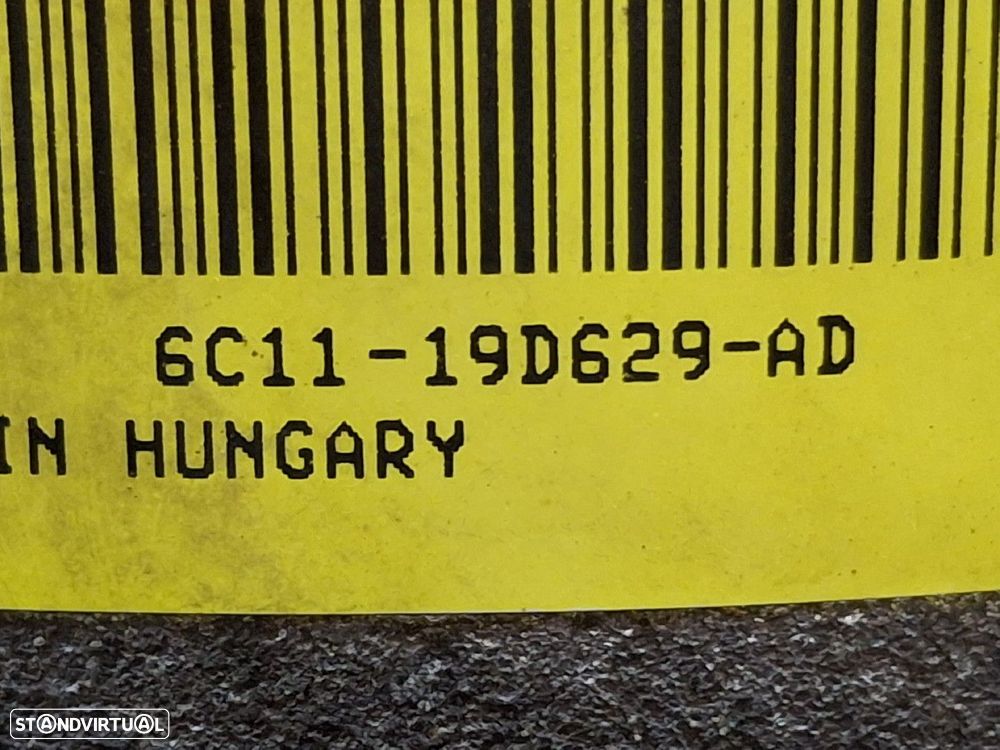 6C11-19D629-AD
IN HUNGARY
STANDVIRTUAL